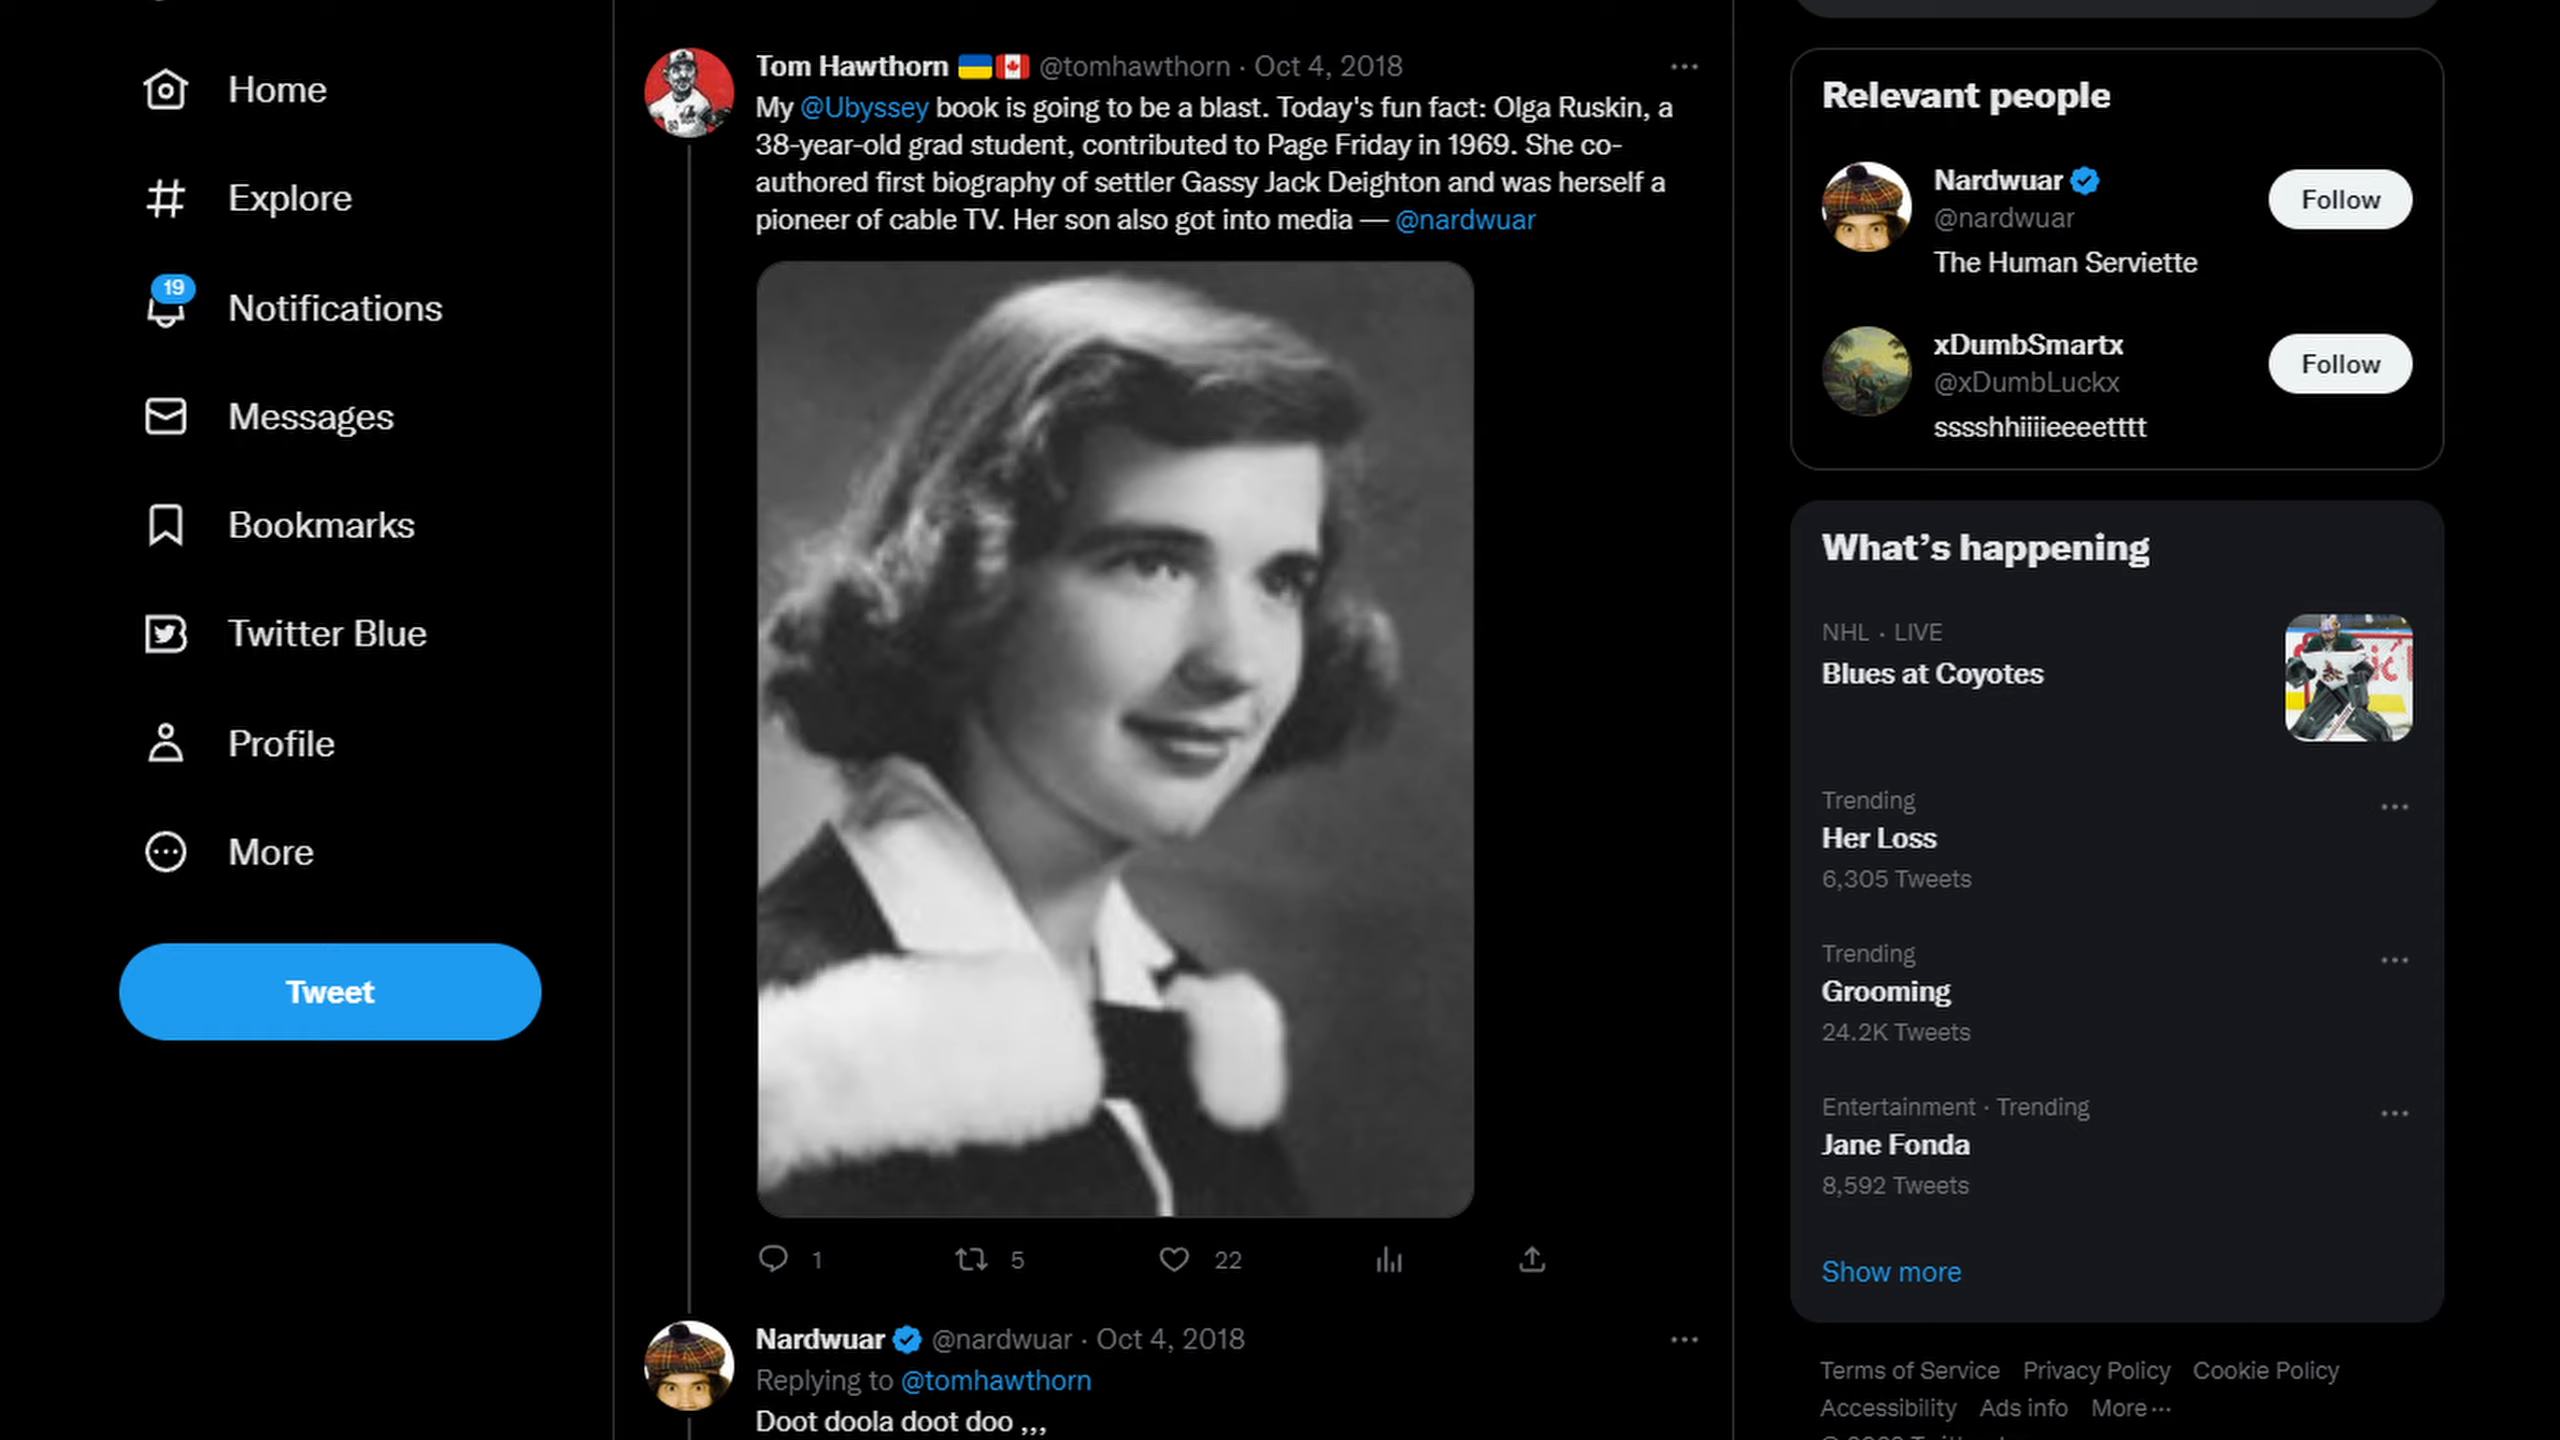 Home
Explore
19
Notifications
Messages
Bookmarks
Twitter Blue
Profile
More
Tweet
Tom Hawthorn @tomhawthorn · Oct 4, 2018
My @Ubyssey book is going to be a blast. Today's fun fact: Olga Ruskin, a
38-year-old grad student, contributed to Page Friday in 1969. She co-
authored first biography of settler Gassy Jack Deighton and was herself a
pioneer of cable TV. Her son also got into media — @nardwuar
1 5 22
Nardwuar @nardwuar · Oct 4, 2018
Replying to @tomhawthorn
Doot doola doot doo ,,,
Relevant people
Nardwuar
@nardwuar
Follow
The Human Serviette
xDumbSmartx
@xDumbLuckx
Follow
sssshhiiiieeeetttt
What's happening
NHL · LIVE
Blues at Coyotes
Trending
Her Loss
6,305 Tweets
Trending
Grooming
24.2K Tweets
Entertainment · Trending
Jane Fonda
8,592 Tweets
Show more
Terms of Service Privacy Policy Cookie Policy
Accessibility Ads info More ···